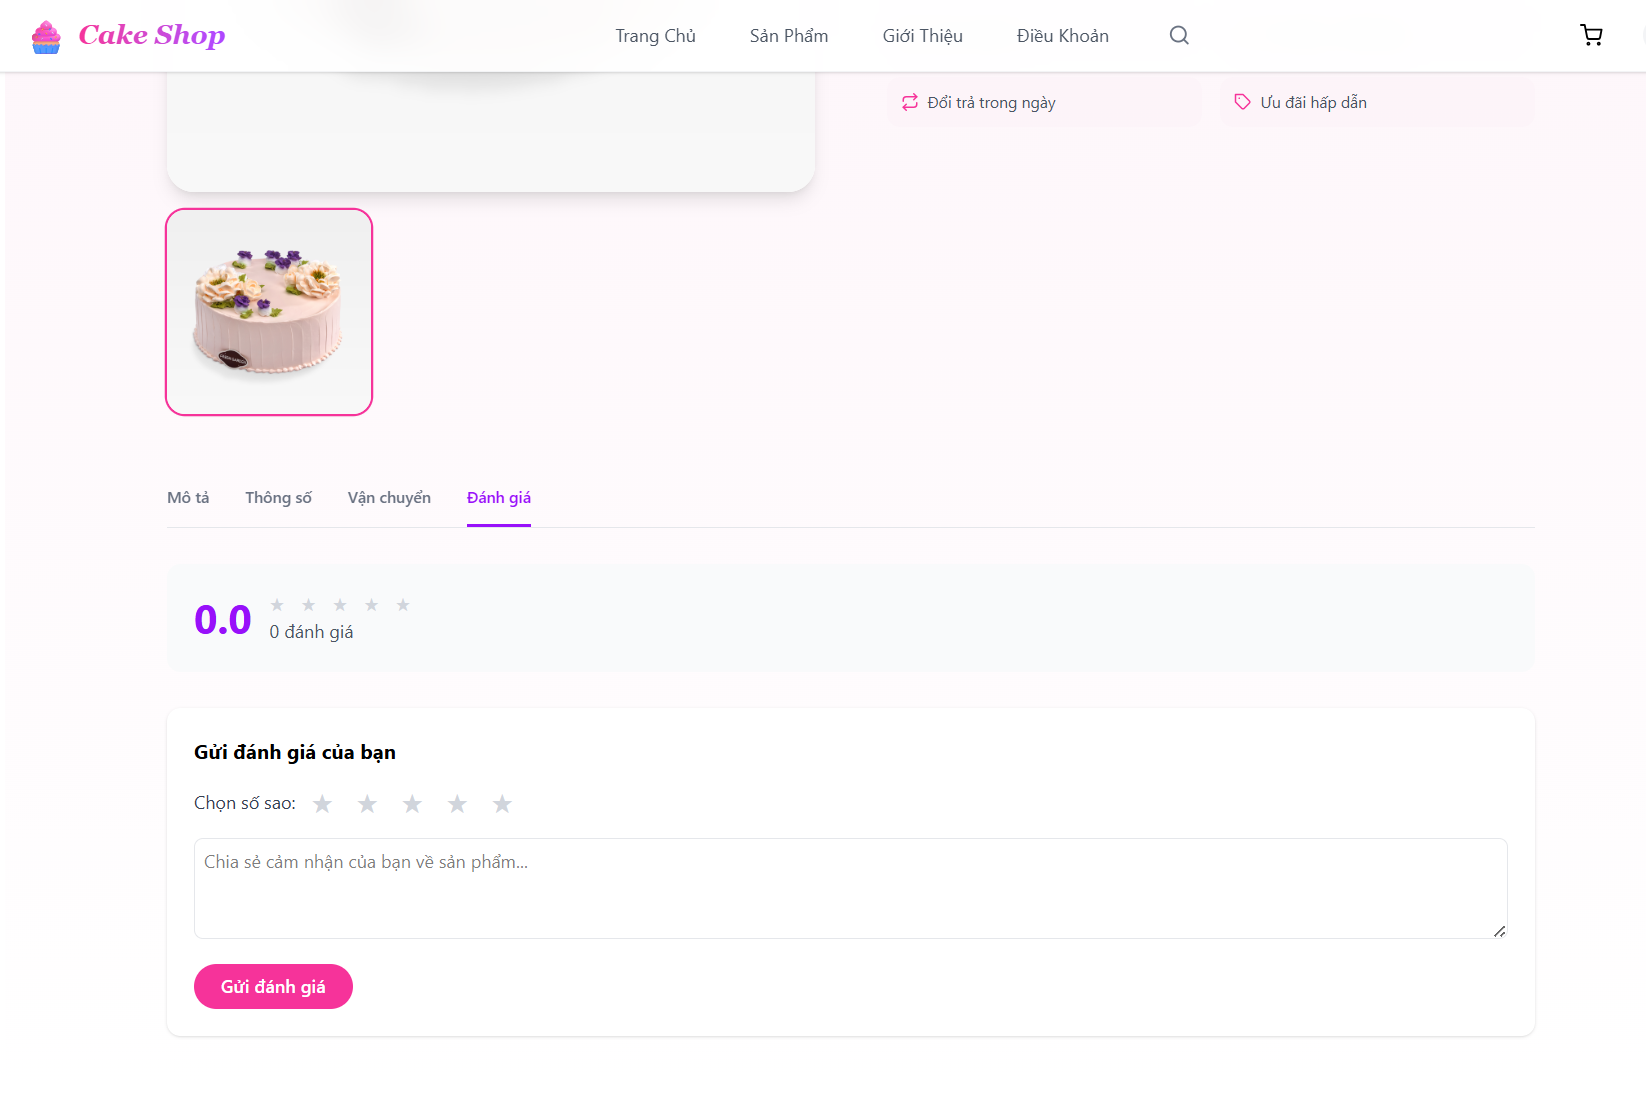 Cake Shop
Trang Chủ
Sản Phẩm
Giới Thiệu
Điều Khoản
Đổi trả trong ngày
Ưu đãi hấp dẫn
Mô tả
Thông số
Vận chuyển
Đánh giá
0.0
0 đánh giá
Gửi đánh giá của bạn
Chọn số sao:
Chia sẻ cảm nhận của bạn về sản phẩm...
Gửi đánh giá